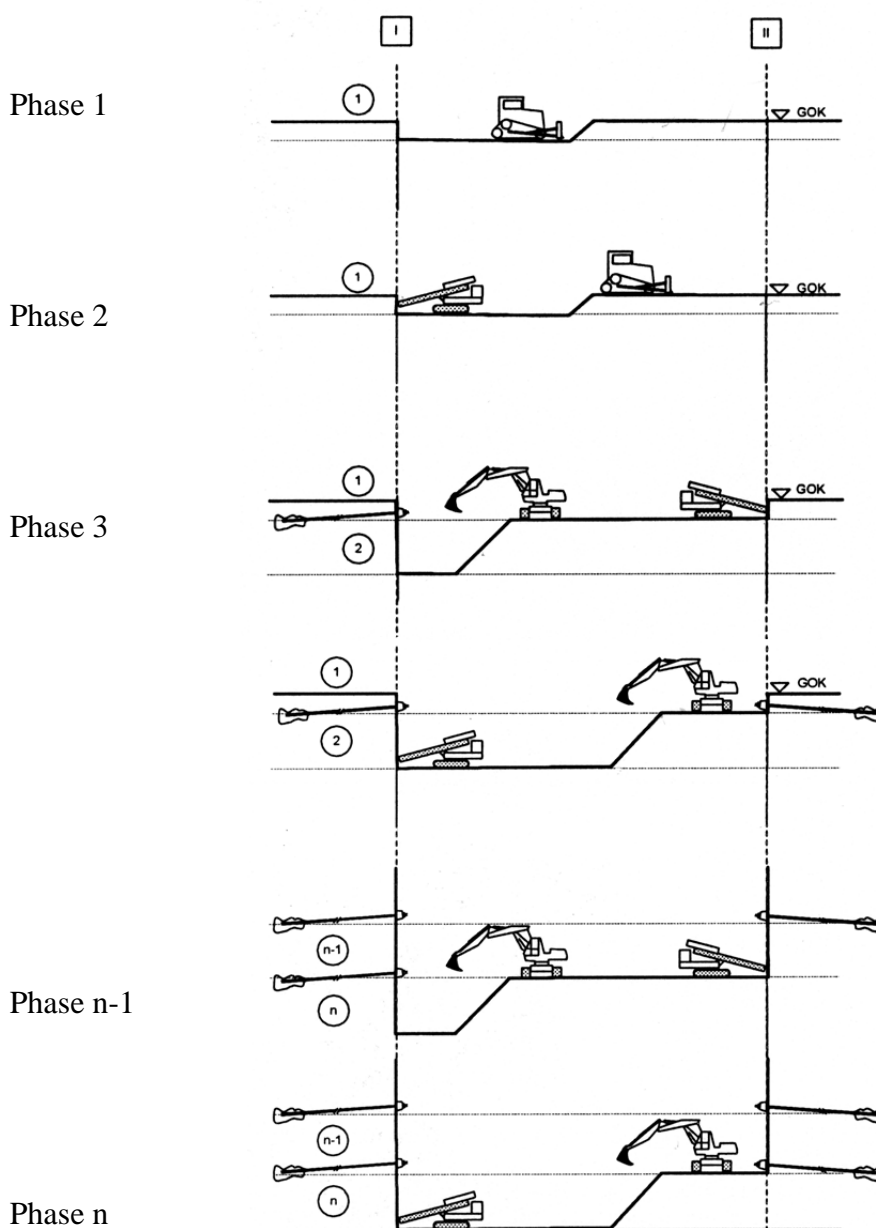 I II
Phase 1 1 GOK
Phase 2 1 GOK
1 GOK
Phase 3 2
1 GOK
2
n-1
Phase n-1 n
n-1
Phase n n